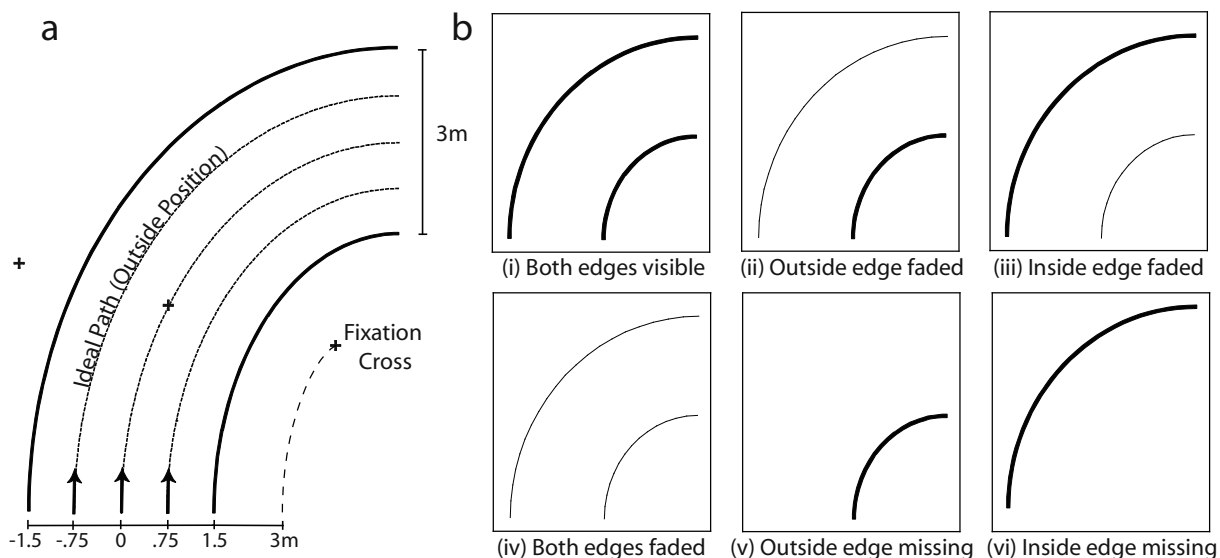 a
3m
Ideal Path (Outside Position)
Fixation
Cross
-1.5 -.75 0 .75 1.5 3m
b
(i) Both edges visible
(ii) Outside edge faded
(iii) Inside edge faded
(iv) Both edges faded
(v) Outside edge missing
(vi) Inside edge missing